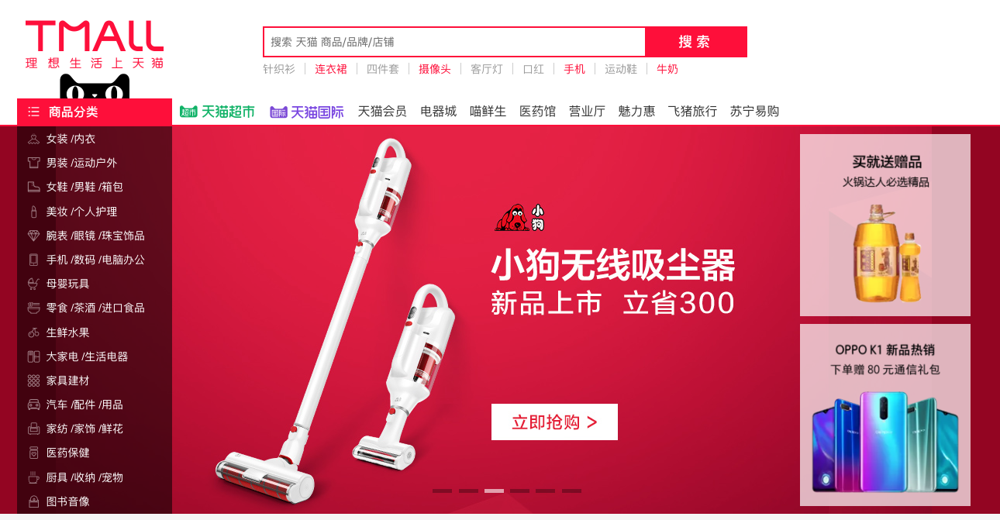 TMALL
理想生活上天猫
搜索 天猫 商品/品牌/店铺
搜索
针织衫 连衣裙 四件套 摄像头 客厅灯 口红 手机 运动鞋 牛奶
商品分类
天猫超市 天猫国际 天猫会员 电器城 喵鲜生 医药馆 营业厅 魅力惠 飞猪旅行 苏宁易购
女装 /内衣
男装 /运动户外
女鞋 /男鞋 /箱包
美妆 /个人护理
腕表 /眼镜 /珠宝饰品
手机 /数码 /电脑办公
母婴玩具
零食 /茶酒 /进口食品
生鲜水果
大家电 /生活电器
家具建材
汽车 /配件 /用品
家纺 /家饰 /鲜花
医药保健
厨具 /收纳 /宠物
图书音像
小狗
小狗无线吸尘器
新品上市 立省300
立即抢购 >
买就送赠品
火锅达人必选精品
OPPO K1 新品热销
下单赠 80 元通信礼包